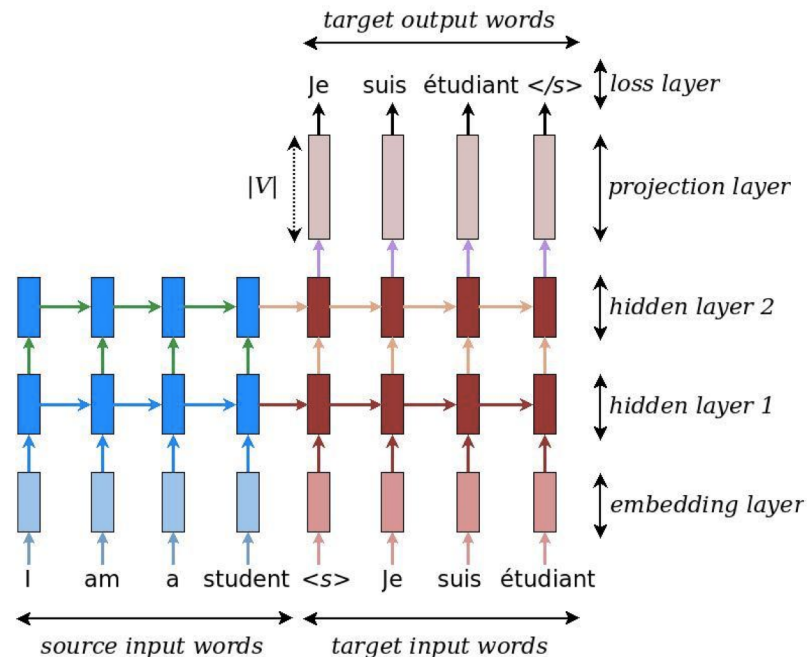 target output words
Je suis étudiant </s> loss layer
|V| projection layer
hidden layer 2
hidden layer 1
embedding layer
I am a student <s> Je suis étudiant
source input words target input words